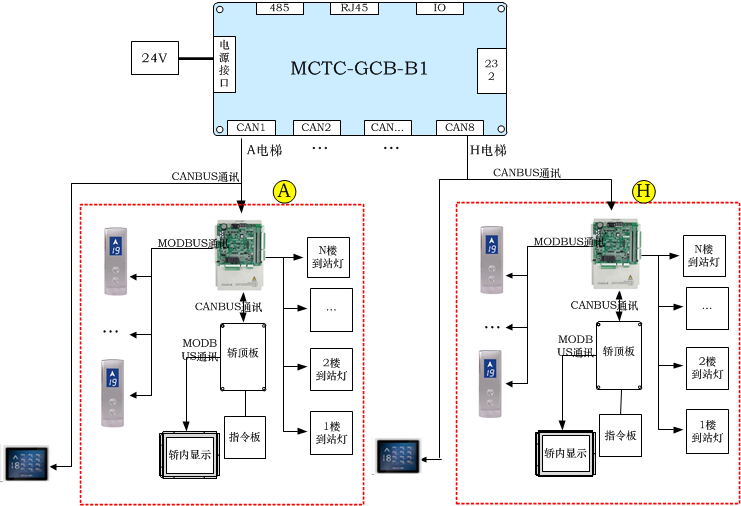 485
RJ45
IO
24V
电
源
接
口
MCTC-GCB-B1
23
2
CAN1
CAN2
CAN...
CAN8
A电梯
...
...
H电梯
CANBUS通讯
CANBUS通讯
A
H
19
MODBUS通讯
N楼
到站灯
CANBUS通讯
...
...
MODB
US通讯
轿顶板
2楼
到站灯
19
指令板
1楼
到站灯
轿内显示
18
19
MODBUS通讯
N楼
到站灯
CANBUS通讯
...
...
MODB
US通讯
轿顶板
2楼
到站灯
19
指令板
1楼
到站灯
轿内显示
18